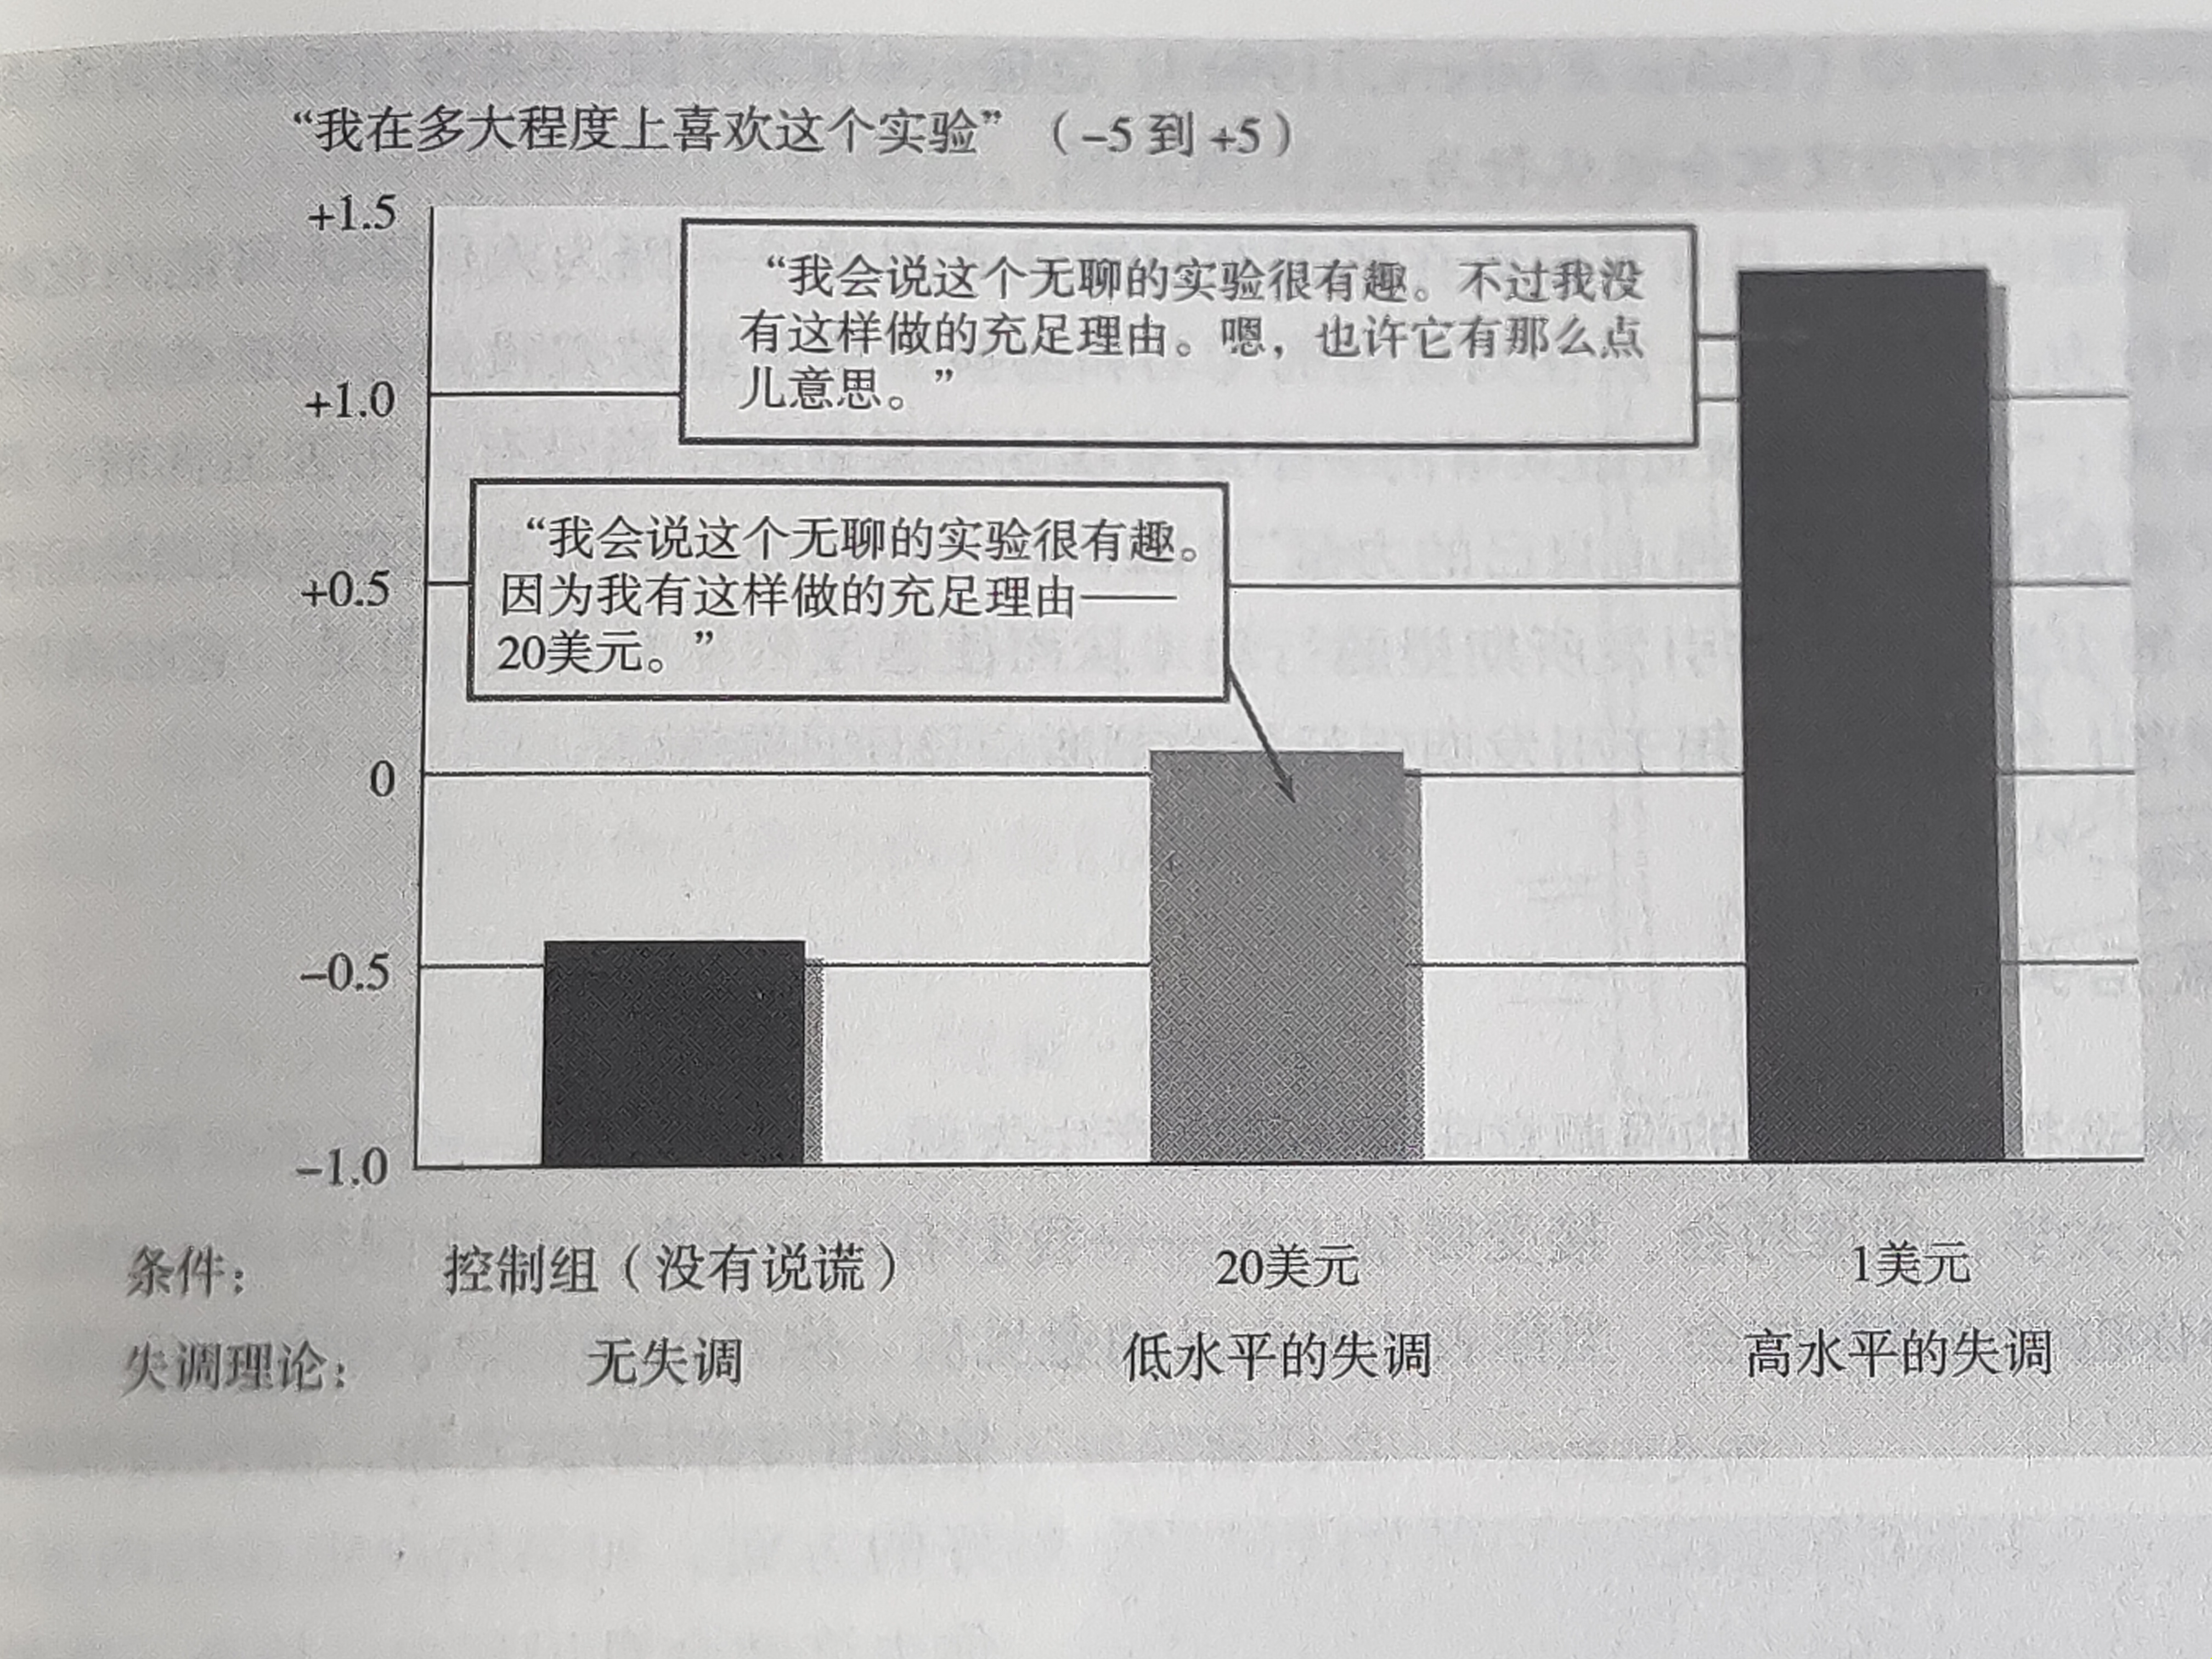 “我在多大程度上喜欢这个实验”（–5 到 +5）
+1.5
“我会说这个无聊的实验很有趣。不过我没
有这样做的充足理由。嗯，也许它有那么点
儿意思。”
+1.0
“我会说这个无聊的实验很有趣。
+0.5
因为我有这样做的充足理由——
20美元。”
0
–0.5
–1.0
条件： 控制组（没有说谎） 20美元 1美元
失调理论： 无失调 低水平的失调 高水平的失调